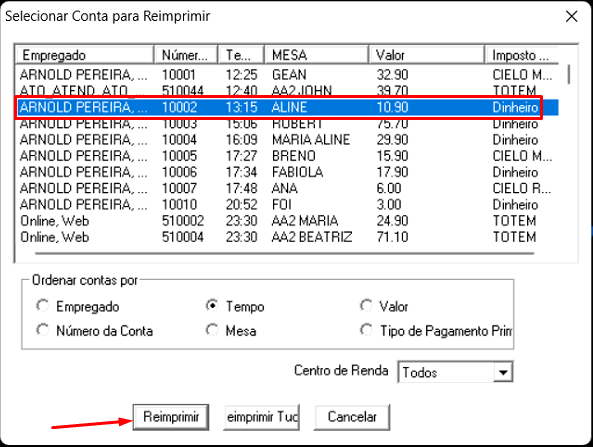 Selecionar Conta para Reimprimir
Empregado Númer... Te... MESA Valor Imposto ...
ARNOLD PEREIRA, ... 10001 12:25 GEAN 32.90 CIELO M...
ATO_ATEND_ATO_... 510044 12:40 AA2 JOHN 39.70 TOTEM
ARNOLD PEREIRA, ... 10002 13:15 ALINE 10.90 Dinheiro
ARNOLD PEREIRA, ... 10003 15:06 ROBERT 75.70 Dinheiro
ARNOLD PEREIRA, ... 10004 16:09 MARIA ALINE 29.90 Dinheiro
ARNOLD PEREIRA, ... 10005 17:27 BRENO 15.90 CIELO M...
ARNOLD PEREIRA, ... 10006 17:34 FABIOLA 17.90 Dinheiro
ARNOLD PEREIRA, ... 10007 17:48 ANA 6.00 CIELO R...
ARNOLD PEREIRA, ... 10010 20:52 FOI 3.00 Dinheiro
Online, Web 510002 23:30 AA2 MARIA 24.90 TOTEM
Online, Web 510004 23:30 AA2 BEATRIZ 71.10 TOTEM
Ordenar contas por
Empregado Tempo Valor
Número da Conta Mesa Tipo de Pagamento Prim
Centro de Renda Todos
Reimprimir eimprimir Tud Cancelar